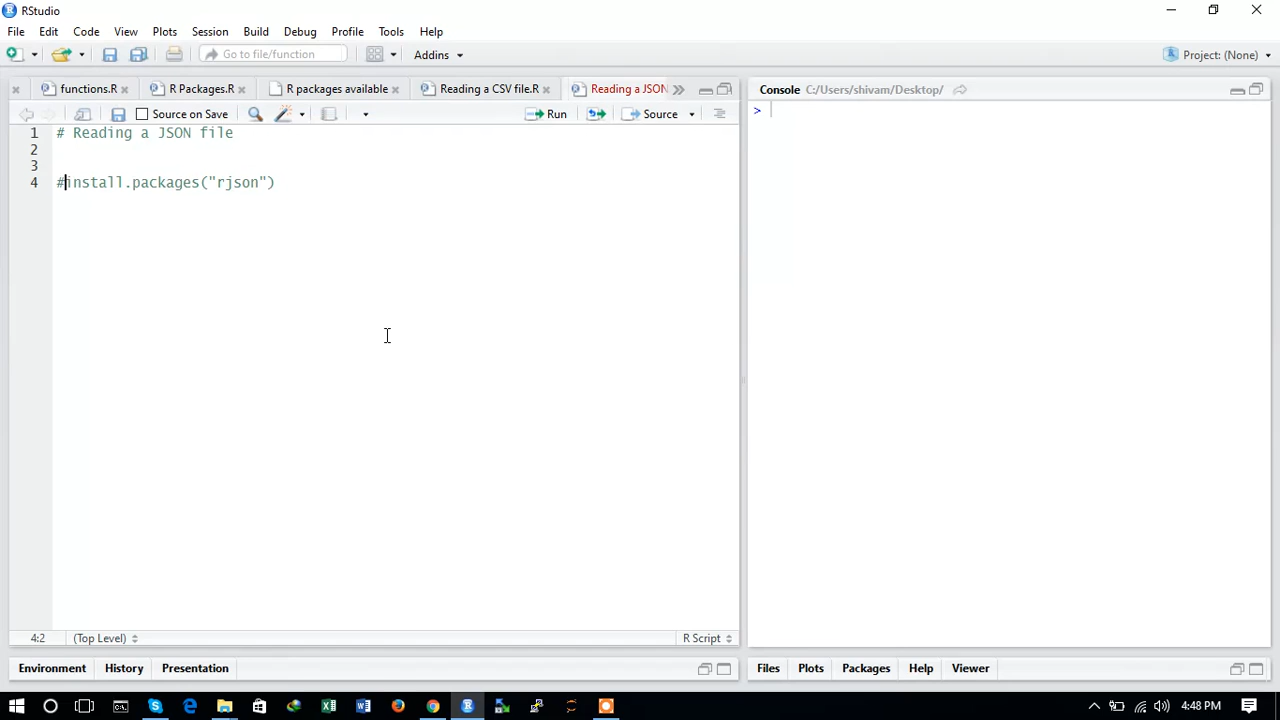 RStudio
File Edit Code View Plots Session Build Debug Profile Tools Help
Go to file/function Addins Project: (None)
functions.R R Packages.R R packages available Reading a CSV file.R Reading a JSON
Source on Save Run Source
1 # Reading a JSON file
2
3
4 #install.packages("rjson")
4:2 (Top Level) R Script
Environment History Presentation
Console C:/Users/shivam/Desktop/
>
Files Plots Packages Help Viewer
4:48 PM